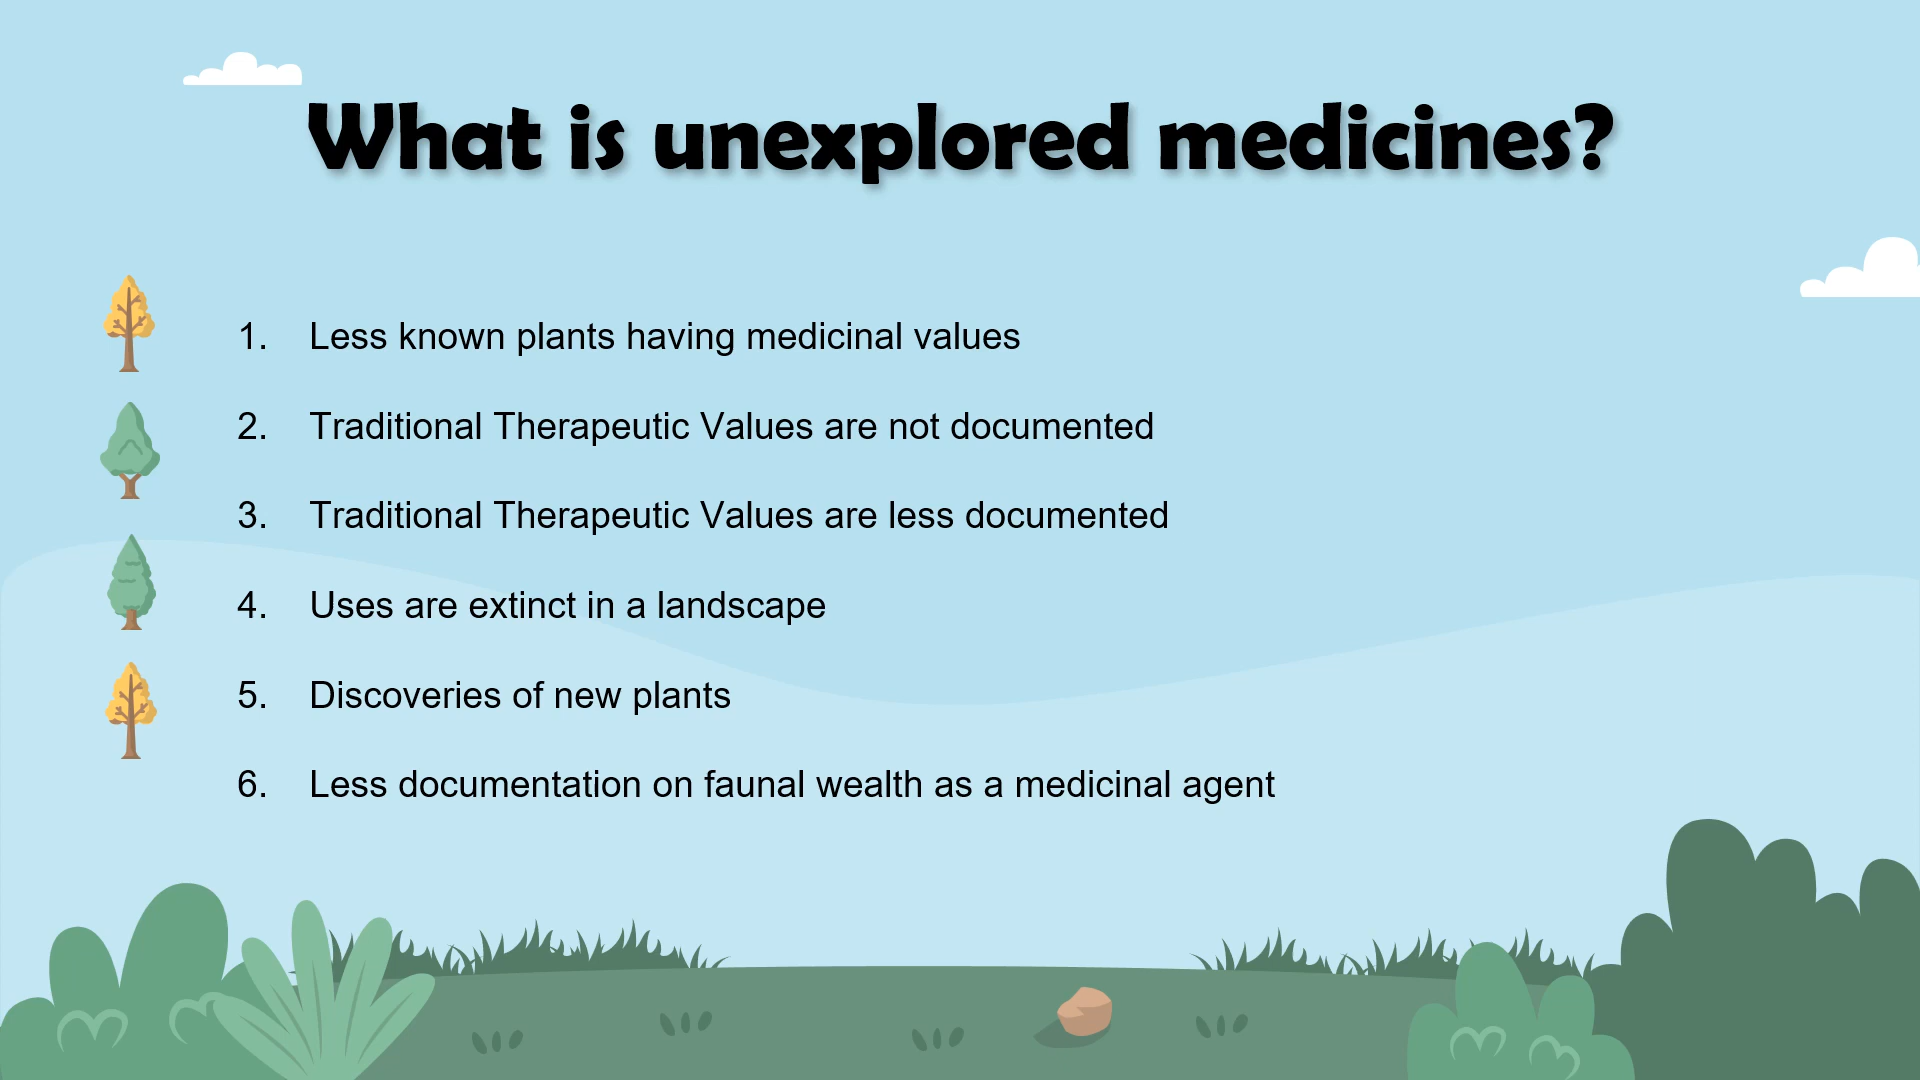 What is unexplored medicines?
1. Less known plants having medicinal values
2. Traditional Therapeutic Values are not documented
3. Traditional Therapeutic Values are less documented
4. Uses are extinct in a landscape
5. Discoveries of new plants
6. Less documentation on faunal wealth as a medicinal agent